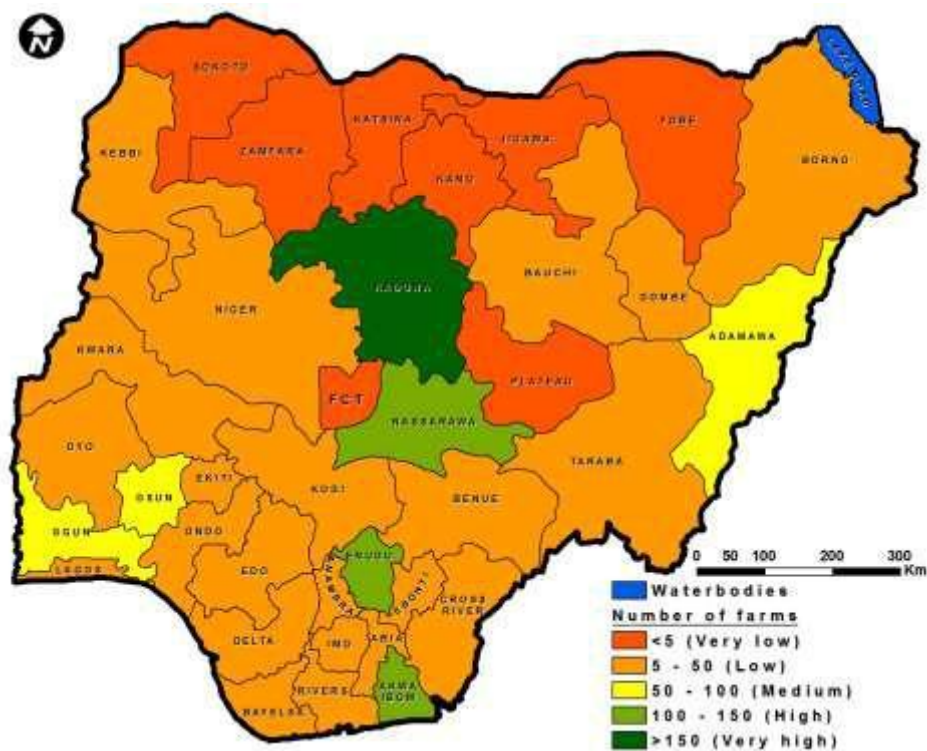 N
SOKOTO
KATSINA
JIGAWA
YOBE
LAKE CHAD
KEBBI
ZAMFARA
KANO
BORNO
KADUNA
BAUCHI
GOMBE
NIGER
ADAMAWA
KWARA
FCT
PLATEAU
NASSARAWA
OYO
TARABA
OSUN
EKITI
KOGI
BENUE
OGUN
ONDO
LAGOS
EDO
ENUGU
ANAMBRA
EBONYI
CROSS
RIVER
DELTA
IMO
ABIA
RIVERS
AKWA
IBOM
BAYELSA
0 50 100 200 300
Km
Waterbodies
Number of farms
<5 (Very low)
5 - 50 (Low)
50 - 100 (Medium)
100 - 150 (High)
>150 (Very high)